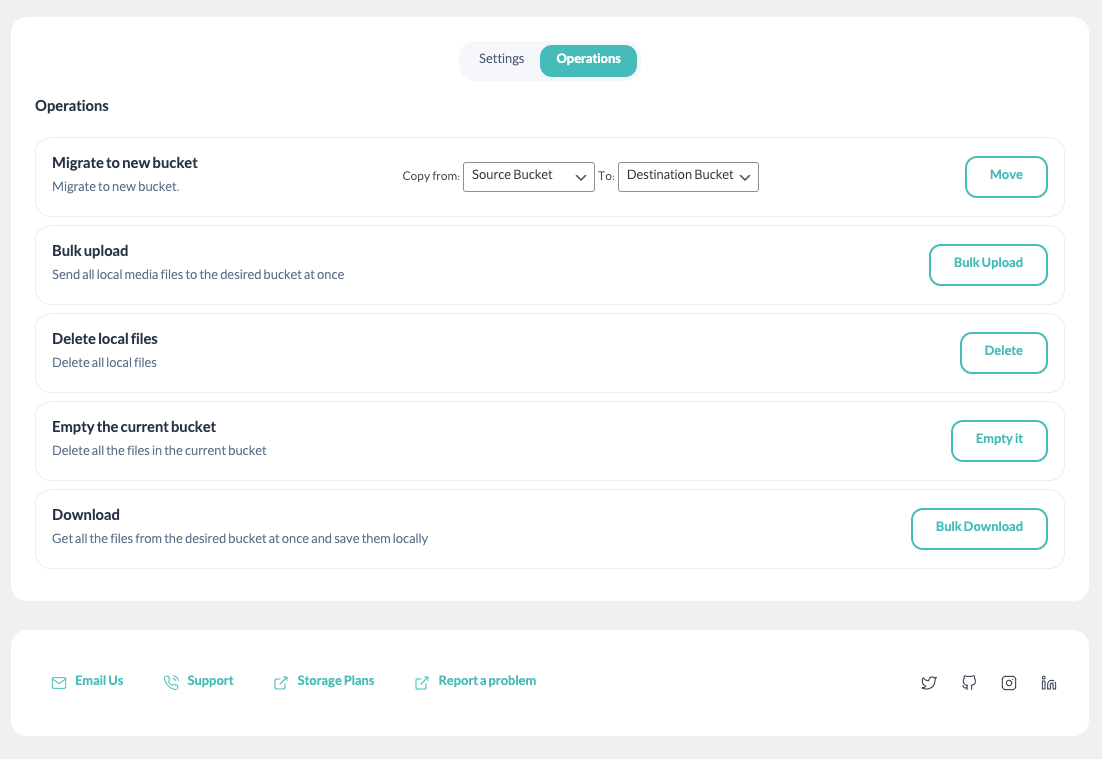 Settings
Operations
Operations
Migrate to new bucket
Migrate to new bucket.
Copy from: Source Bucket To: Destination Bucket
Move
Bulk upload
Send all local media files to the desired bucket at once
Bulk Upload
Delete local files
Delete all local files
Delete
Empty the current bucket
Delete all the files in the current bucket
Empty it
Download
Get all the files from the desired bucket at once and save them locally
Bulk Download
Email Us
Support
Storage Plans
Report a problem